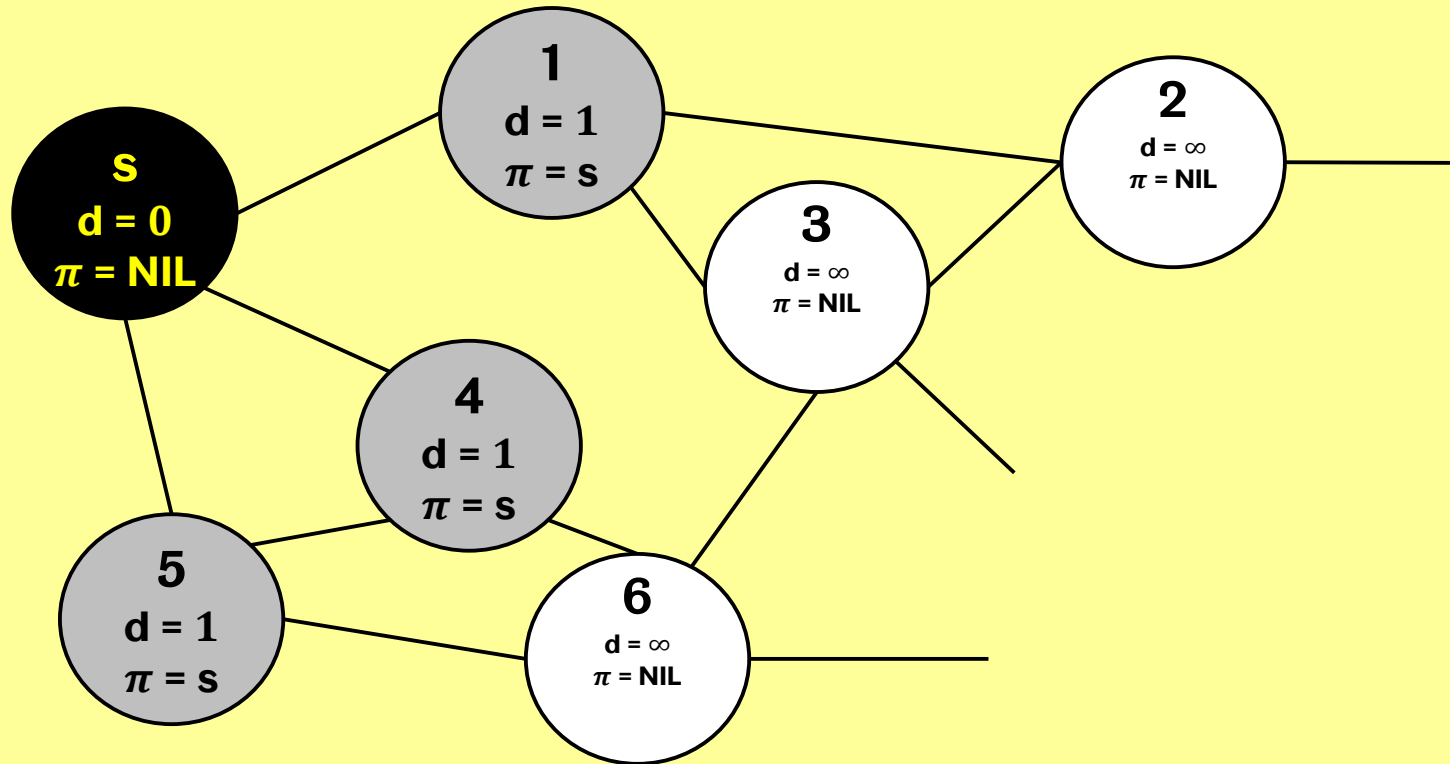 s
d = 0
π = NIL
1
d = 1
π = s
2
d = ∞
π = NIL
3
d = ∞
π = NIL
4
d = 1
π = s
5
d = 1
π = s
6
d = ∞
π = NIL